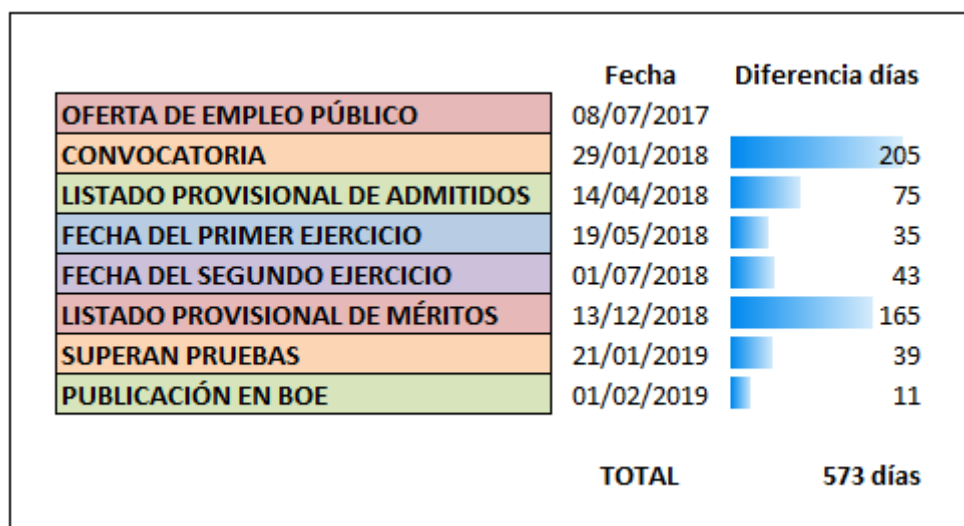 Fecha Diferencia días
OFERTA DE EMPLEO PÚBLICO 08/07/2017
CONVOCATORIA 29/01/2018 205
LISTADO PROVISIONAL DE ADMITIDOS 14/04/2018 75
FECHA DEL PRIMER EJERCICIO 19/05/2018 35
FECHA DEL SEGUNDO EJERCICIO 01/07/2018 43
LISTADO PROVISIONAL DE MÉRITOS 13/12/2018 165
SUPERAN PRUEBAS 21/01/2019 39
PUBLICACIÓN EN BOE 01/02/2019 11
TOTAL 573 días